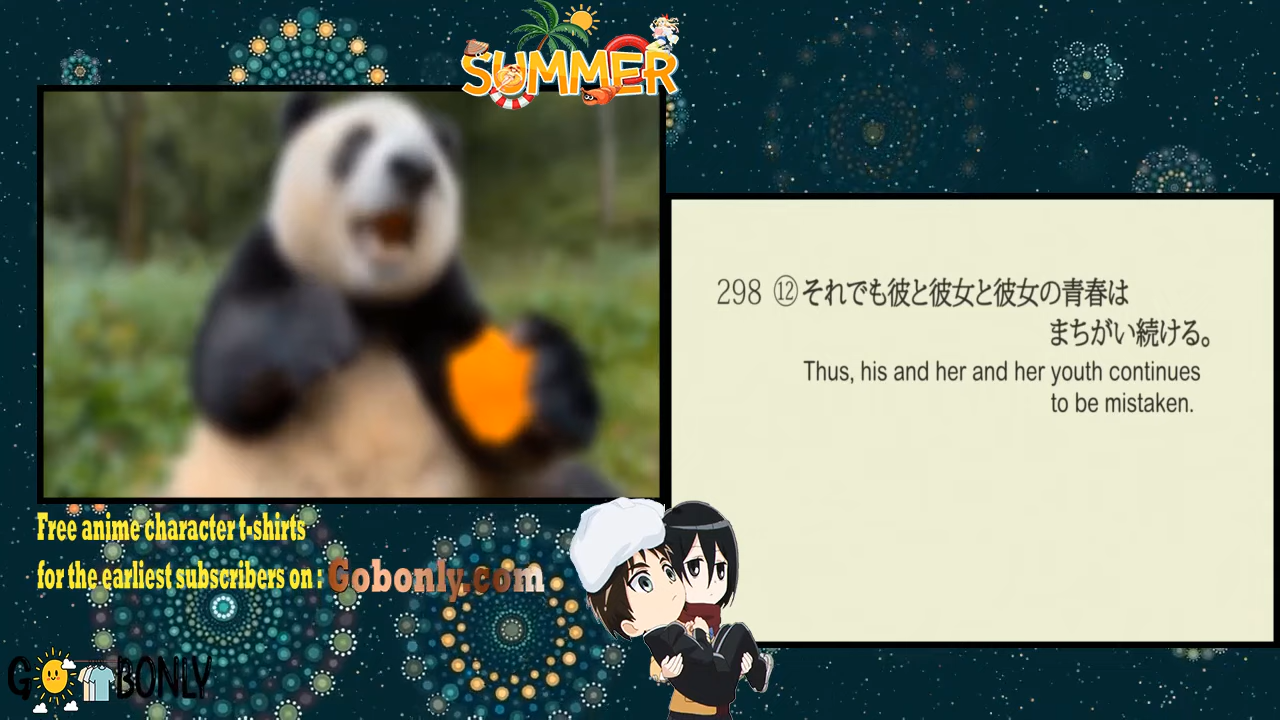 SUMMER
298 ⑫それでも彼と彼女と彼女の青春は
まちがい続ける。
Thus, his and her and her youth continues
to be mistaken.
Free anime character t-shirts
for the earliest subscribers on : Gobonly.com
GOBONLY